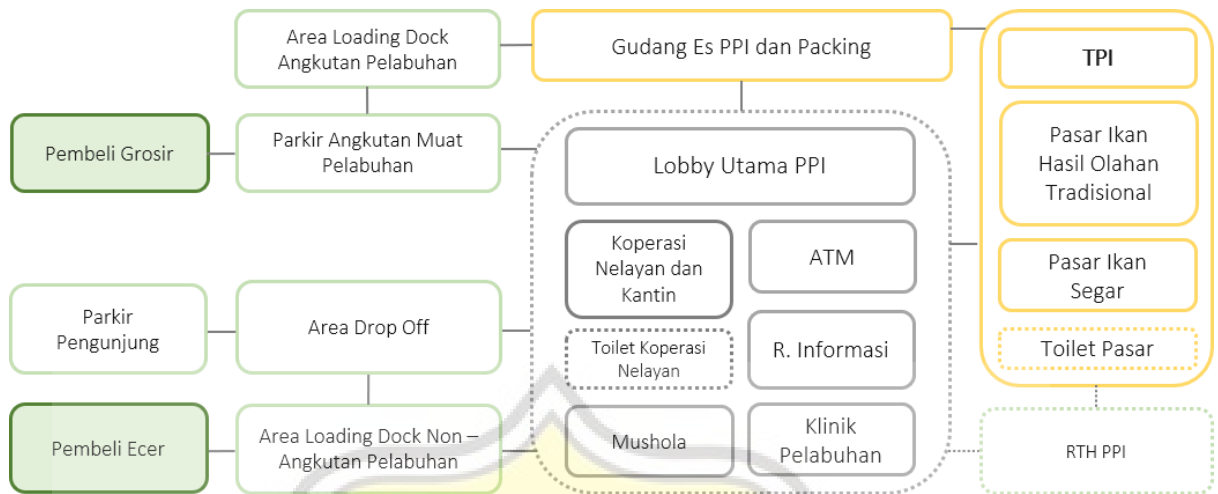 Area Loading Dock
Angkutan Pelabuhan
Gudang Es PPI dan Packing
TPI
Pembeli Grosir
Parkir Angkutan Muat
Pelabuhan
Lobby Utama PPI
Pasar Ikan
Hasil Olahan
Tradisional
Koperasi
Nelayan dan
Kantin
ATM
Pasar Ikan
Segar
Parkir
Pengunjung
Area Drop Off
Toilet Koperasi
Nelayan
R. Informasi
Toilet Pasar
Pembeli Ecer
Area Loading Dock Non –
Angkutan Pelabuhan
Mushola
Klinik
Pelabuhan
RTH PPI